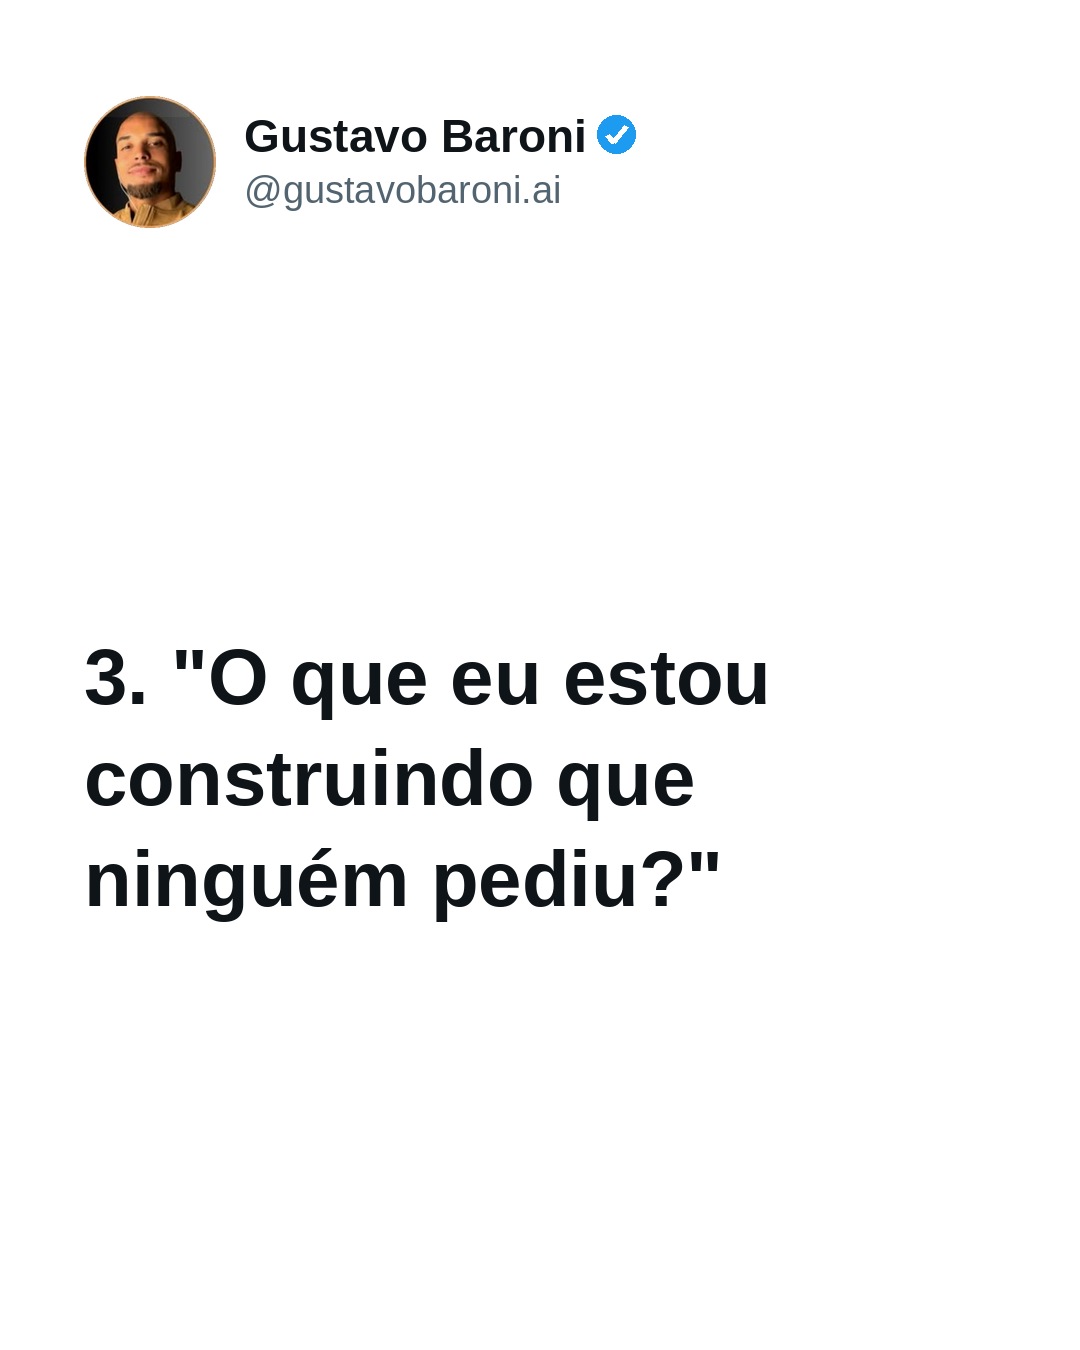 Gustavo Baroni
@gustavobaroni.ai
3. "O que eu estou
construindo que
ninguém pediu?"